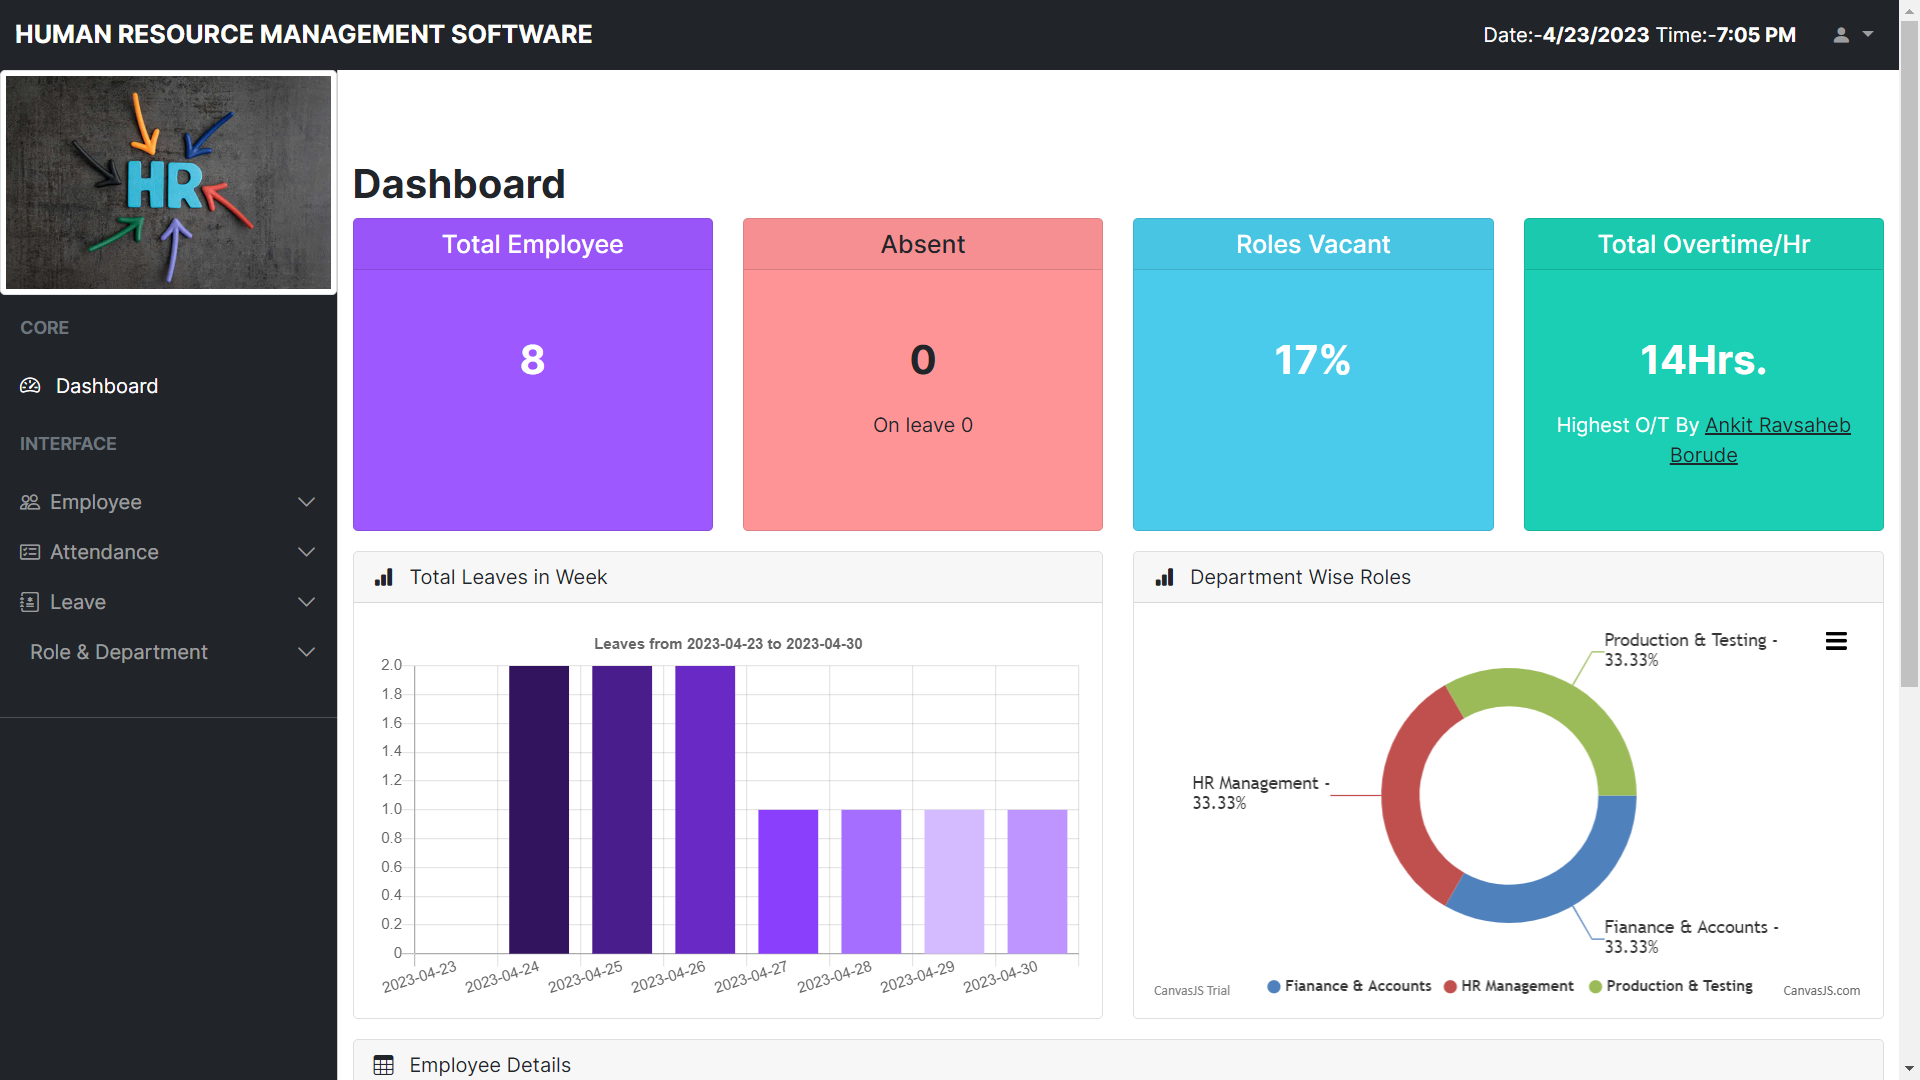 HUMAN RESOURCE MANAGEMENT SOFTWARE
Date:-4/23/2023 Time:-7:05 PM
HR
CORE
Dashboard
INTERFACE
Employee
Attendance
Leave
Role & Department
Dashboard
Total Employee
8
Absent
0
On leave 0
Roles Vacant
17%
Total Overtime/Hr
14Hrs.
Highest O/T By Ankit Ravsaheb
Borude
Total Leaves in Week
Leaves from 2023-04-23 to 2023-04-30
2.0
1.8
1.6
1.4
1.2
1.0
0.8
0.6
0.4
0.2
0
2023-04-23
2023-04-24
2023-04-25
2023-04-26
2023-04-27
2023-04-28
2023-04-29
2023-04-30
Department Wise Roles
Production & Testing -
33.33%
HR Management -
33.33%
Fianance & Accounts -
33.33%
CanvasJS Trial
Fianance & Accounts
HR Management
Production & Testing
CanvasJS.com
Employee Details